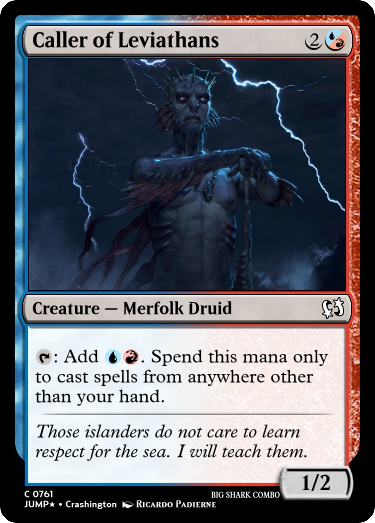 Caller of Leviathans 2
Creature — Merfolk Druid
: Add . Spend this mana only
to cast spells from anywhere other
than your hand.
Those islanders do not care to learn
respect for the sea. I will teach them.
1/2
C 0761
JUMP★ • Crashington Ricardo Padierne
BIG SHARK COMBO